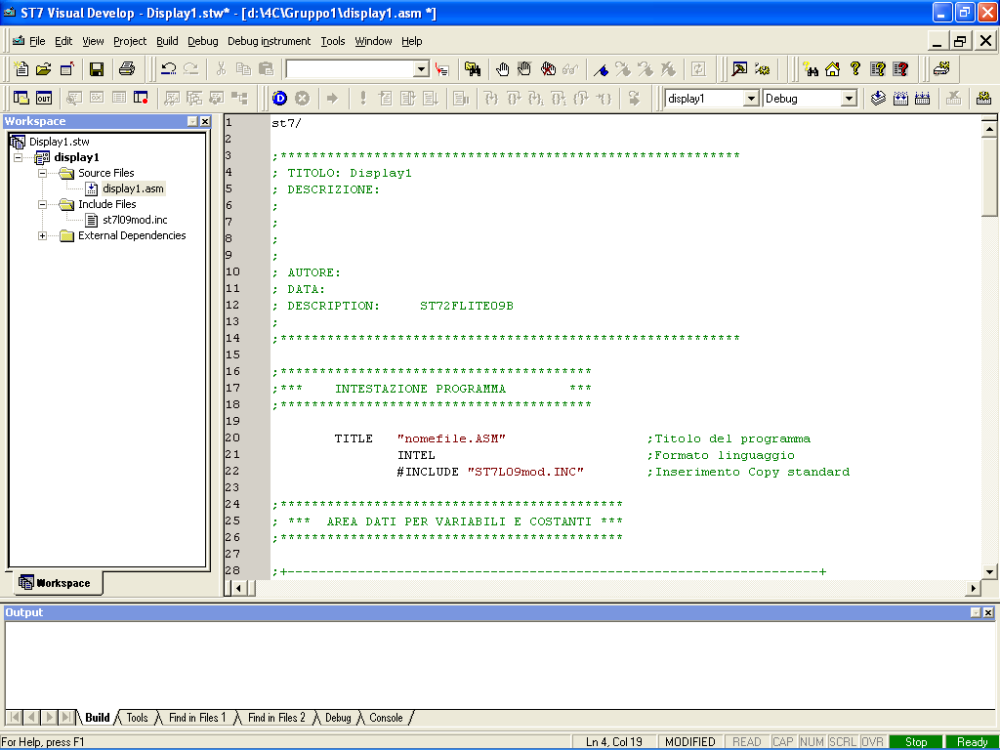 ST7 Visual Develop - Display1.stw* - [d:\4C\Gruppo1\display1.asm *]
File Edit View Project Build Debug Debug instrument Tools Window Help
display1 Debug
Workspace
Display1.stw
display1
Source Files
display1.asm
Include Files
st7l09mod.inc
External Dependencies
Workspace
1 st7/
2
3 ;***********************************************************
4 ; TITOLO: Display1
5 ; DESCRIZIONE:
6 ;
7 ;
8 ;
9 ;
10 ; AUTORE:
11 ; DATA:
12 ; DESCRIPTION: ST72FLITE09B
13 ;
14 ;***********************************************************
15
16 ;****************************************
17 ;*** INTESTAZIONE PROGRAMMA ***
18 ;****************************************
19
20 TITLE "nomefile.ASM" ;Titolo del programma
21 INTEL ;Formato linguaggio
22 #INCLUDE "ST7L09mod.INC" ;Inserimento Copy standard
23
24 ;********************************************
25 ; *** AREA DATI PER VARIABILI E COSTANTI ***
26 ;********************************************
27
28 ;+--------------------------------------------------------------------+
Output
Build Tools Find in Files 1 Find in Files 2 Debug Console
For Help, press F1 Ln 4, Col 19 MODIFIED READ CAP NUM SCRL OVR Stop Ready